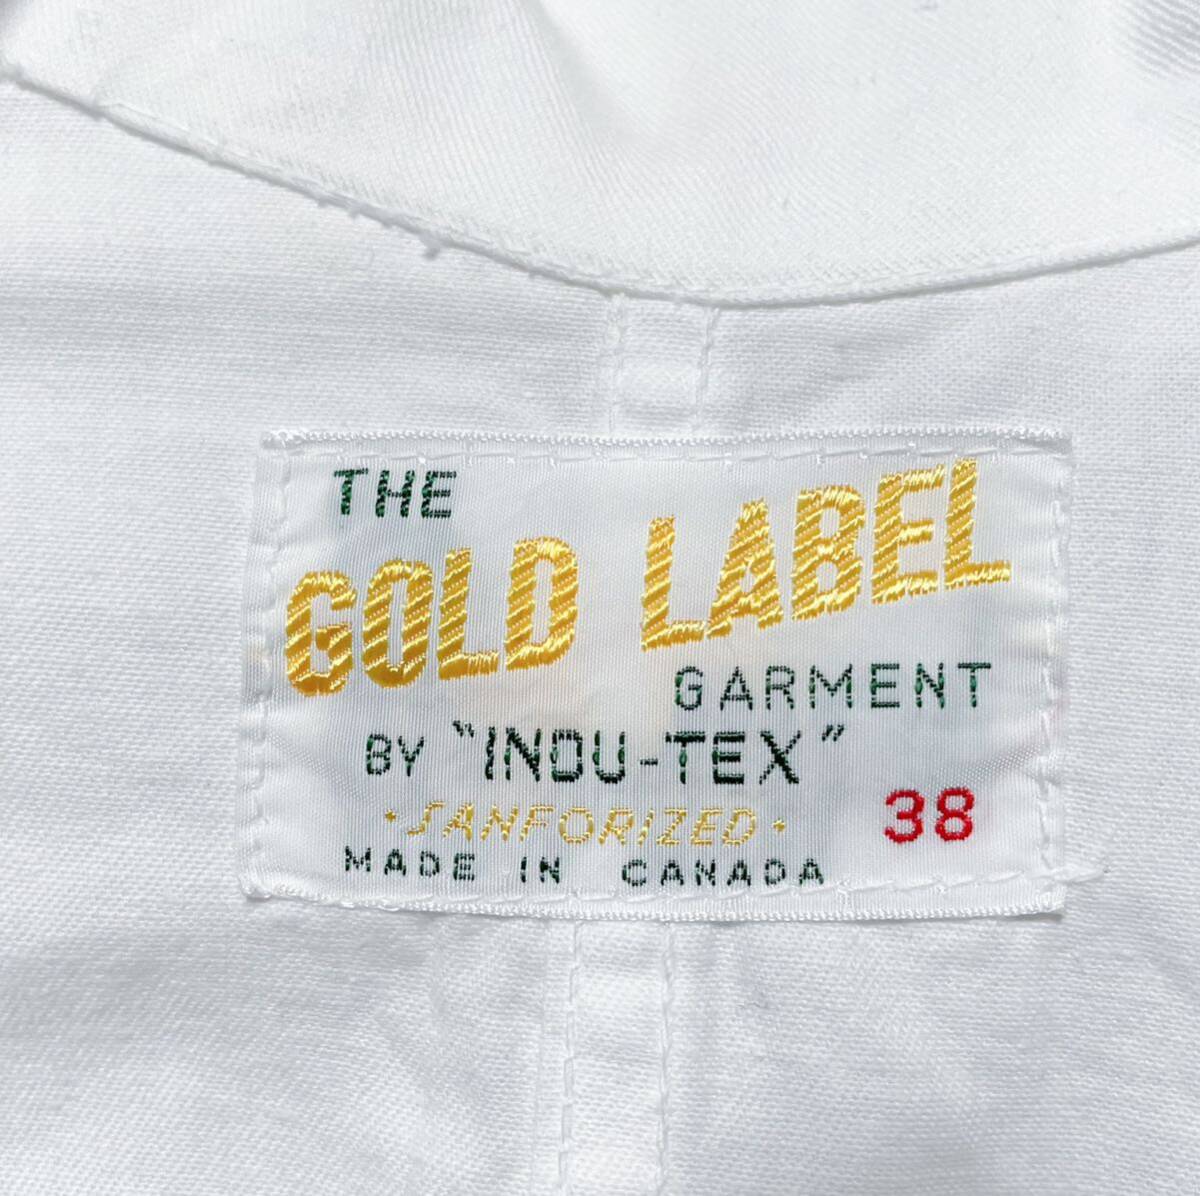 THE
GOLD LABEL
GARMENT
BY "INDU-TEX"
·SANFORIZED· 38
MADE IN CANADA